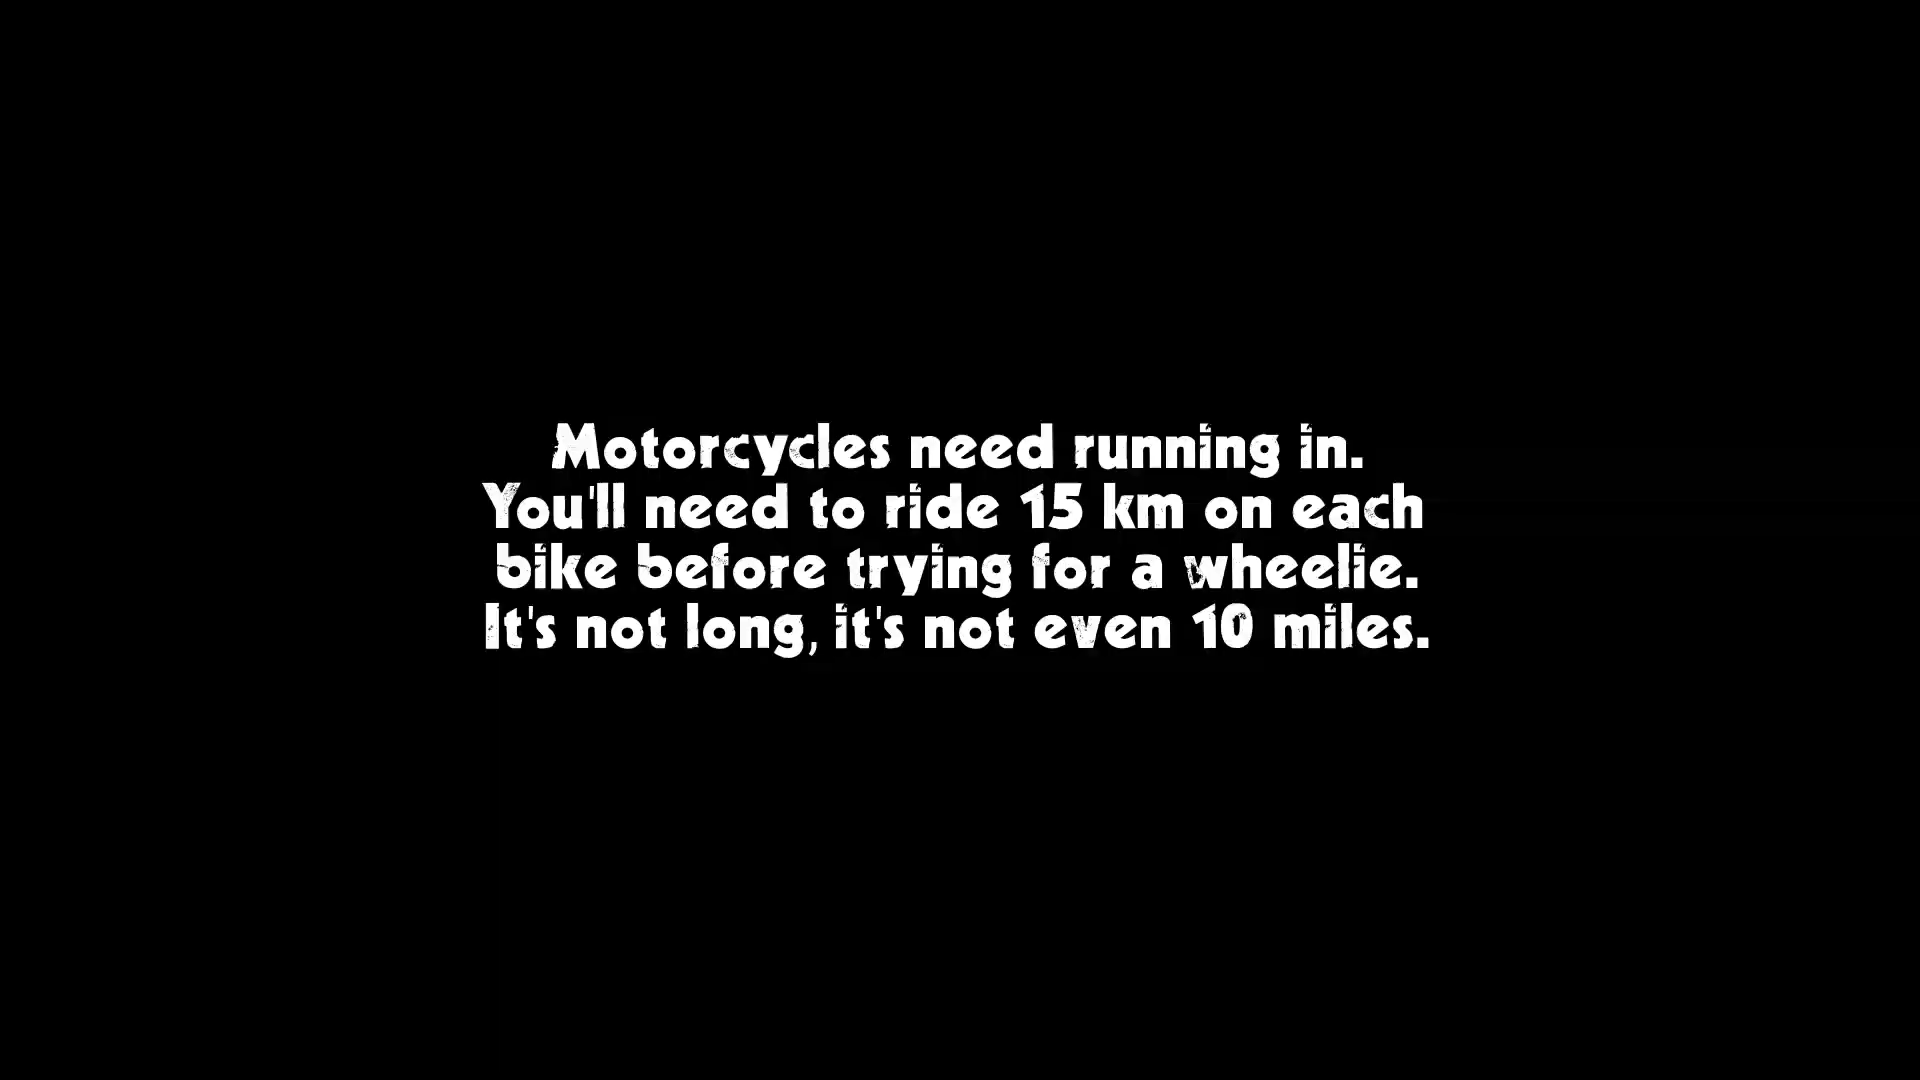 Motorcycles need running in.
You'll need to ride 15 km on each
bike before trying for a wheelie.
It's not long, it's not even 10 miles.